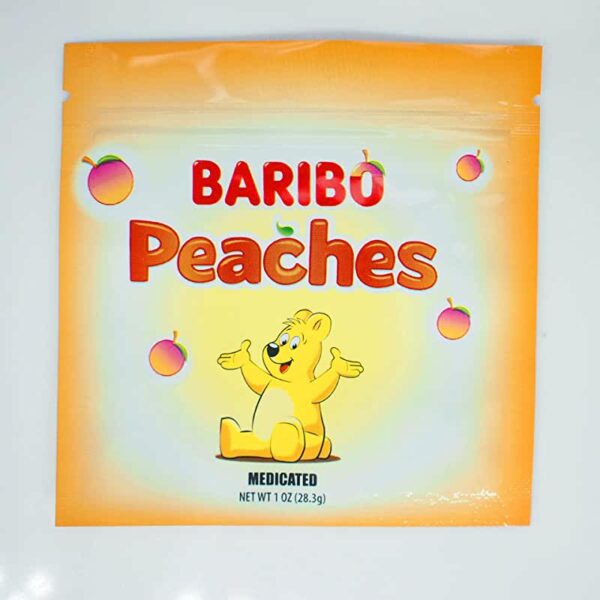 BARIBO
Peaches
MEDICATED
NET WT 1 OZ (28.3g)